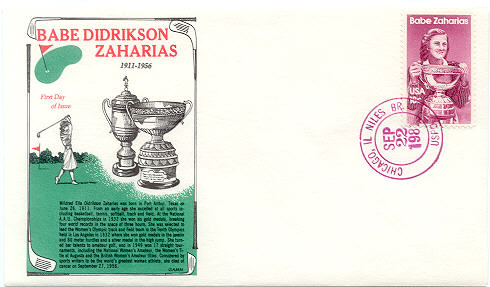 BABE DIDRIKSON
ZAHARIAS
1911-1956
First Day
of Issue
Mildred Ella Didrikson Zaharias was born in Port Arthur, Texas on
June 26, 1911. From an early age she excelled at all sports in-
cluding basketball, tennis, softball, track and field. At the National
A.A.U. Championships in 1932 she won six gold medals, breaking
four world records in the space of three hours. She was selected to
lead the Women's Olympic track and field team in the Tenth Olympics
held in Los Angeles in 1932 where she won gold medals in the javelin
and 80 meter hurdles and a silver medal in the high jump. She turn-
ed her talents to amateur golf, and in 1946 won 17 straight tour-
naments, including the National Women's Amateur, the Women's Ti-
tle at Augusta and the British Women's Amateur Title. Considered by
sports writers to be the world's greatest woman athlete, she died of
cancer on September 27, 1956.
GAMM
Babe Zaharias
USA
CHICAGO, IL NILES BR.
SEP
22